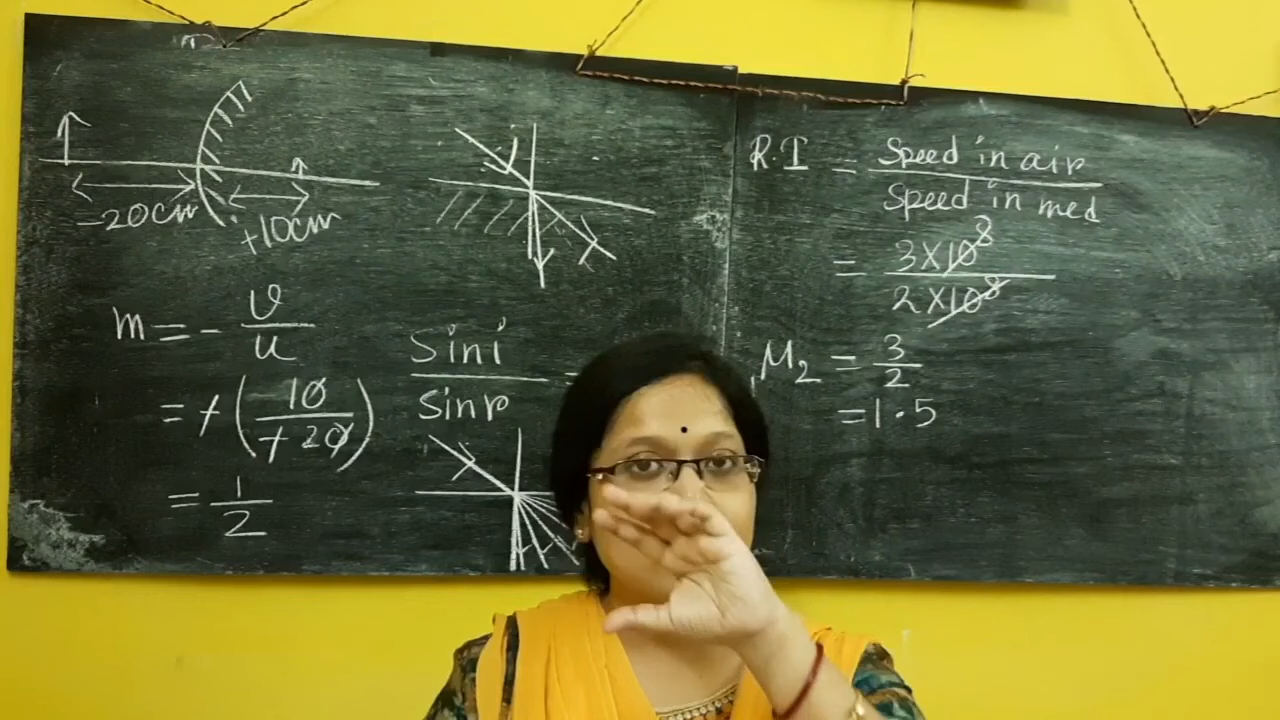 -20cm
+10cm
m = - v/u
= + (10/+20)
= 1/2
i
Sin i
sin r
R.I = Speed in air / Speed in med
= 3×10⁸ / 2×10⁸
₁μ₂ = 3/2
= 1.5